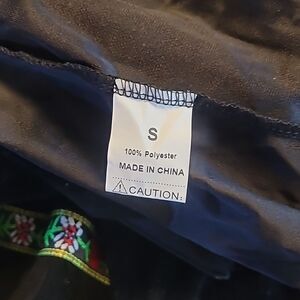 S
100% Polyester
MADE IN CHINA
⚠CAUTION: